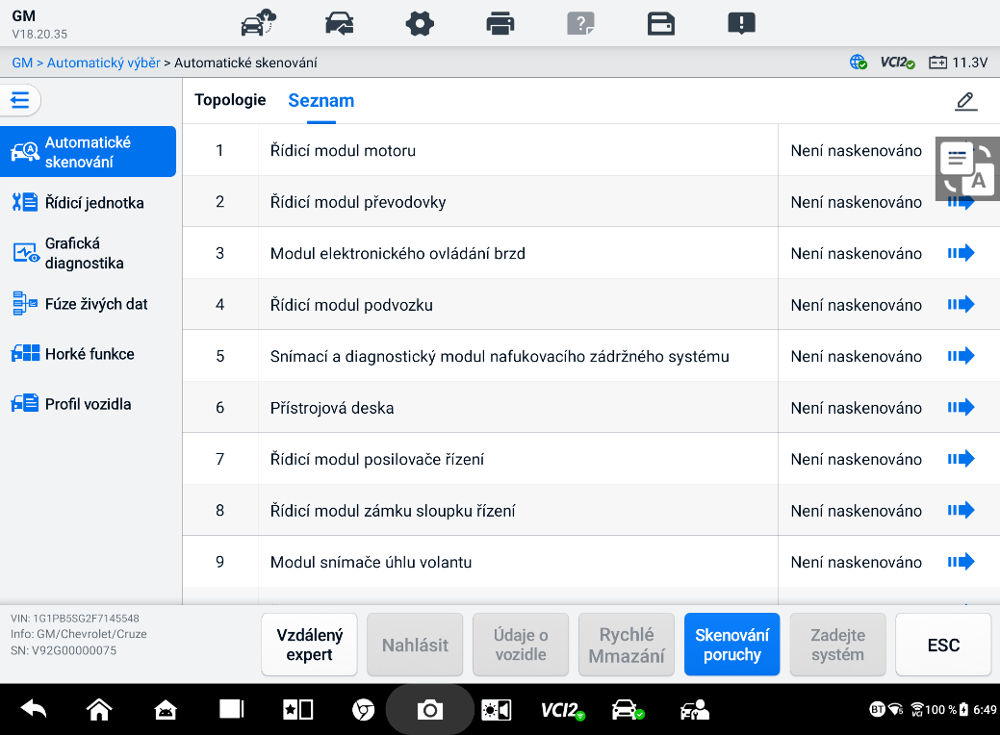 GM
V18.20.35
GM > Automatický výběr > Automatické skenování
VCI2
11.3V
Topologie
Seznam
Automatické
skenování
Řídicí jednotka
Grafická
diagnostika
Fúze živých dat
Horké funkce
Profil vozidla
1 Řídicí modul motoru Není naskenováno
2 Řídicí modul převodovky Není naskenováno
3 Modul elektronického ovládání brzd Není naskenováno
4 Řídicí modul podvozku Není naskenováno
5 Snímací a diagnostický modul nafukovacího zádržného systému Není naskenováno
6 Přístrojová deska Není naskenováno
7 Řídicí modul posilovače řízení Není naskenováno
8 Řídicí modul zámku sloupku řízení Není naskenováno
9 Modul snímače úhlu volantu Není naskenováno
A
VIN: 1G1PB5SG2F7145548
Info: GM/Chevrolet/Cruze
SN: V92G00000075
Vzdálený
expert
Nahlásit
Údaje o
vozidle
Rychlé
Mmazání
Skenování
poruchy
Zadejte
systém
ESC
VCI2
BT
100 %
6:49